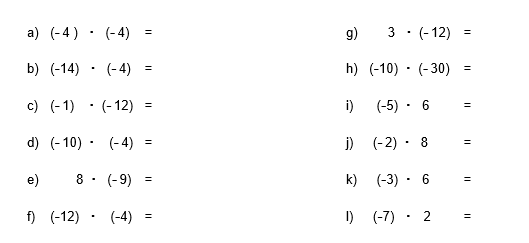 a) (-4) · (-4) =
b) (-14) · (-4) =
c) (-1) · (-12) =
d) (-10) · (-4) =
e) 8 · (-9) =
f) (-12) · (-4) =
g) 3 · (-12) =
h) (-10) · (-30) =
i) (-5) · 6 =
j) (-2) · 8 =
k) (-3) · 6 =
l) (-7) · 2 =